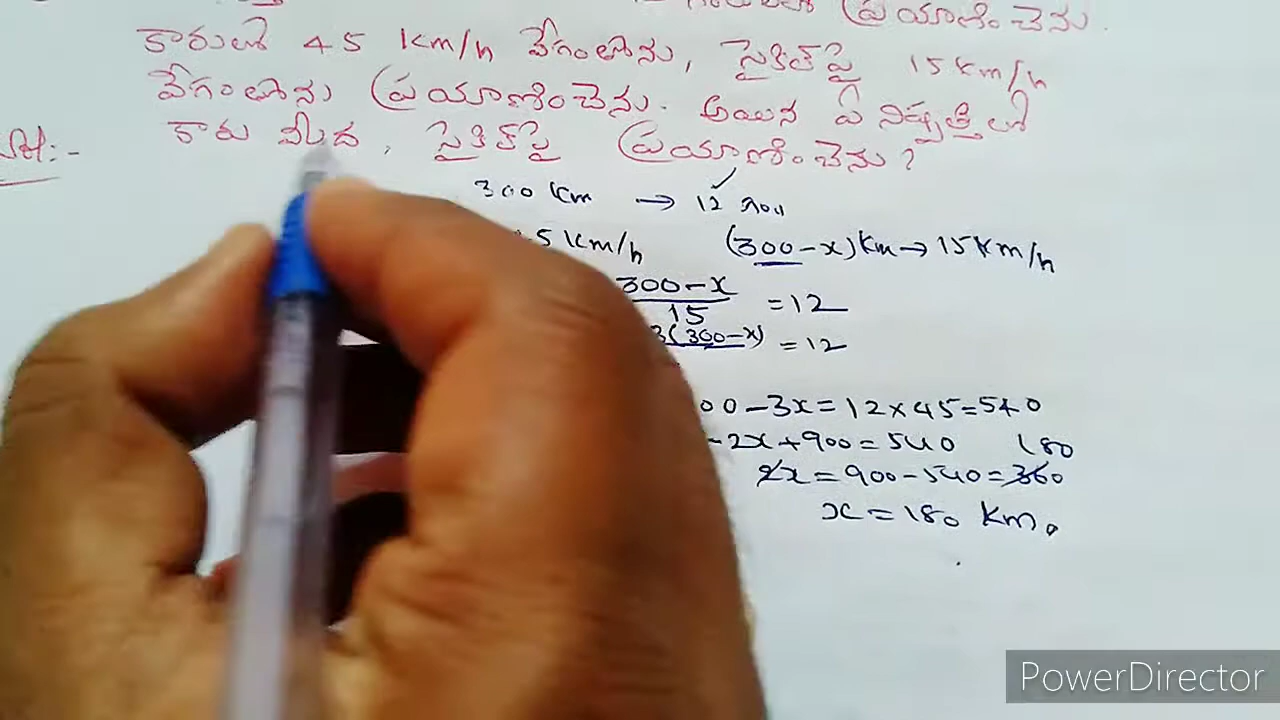 ప్రయాణించెను.
కారులో 45 Km/h వేగంతోను, సైకిల్‌పై 15 Km/h
వేగంతోను ప్రయాణించెను. అయిన ఏ నిష్పత్తిలో
కారు మీద, సైకిల్‌పై ప్రయాణించెను?
300 Km → 12
5 Km/h (300-x) Km → 15 Km/h
300-x
15
=12
3(300-x) =12
00-3x=12×45=540
-2x+900=540 180
2x=900-540=360
x=180 Km.
PowerDirector